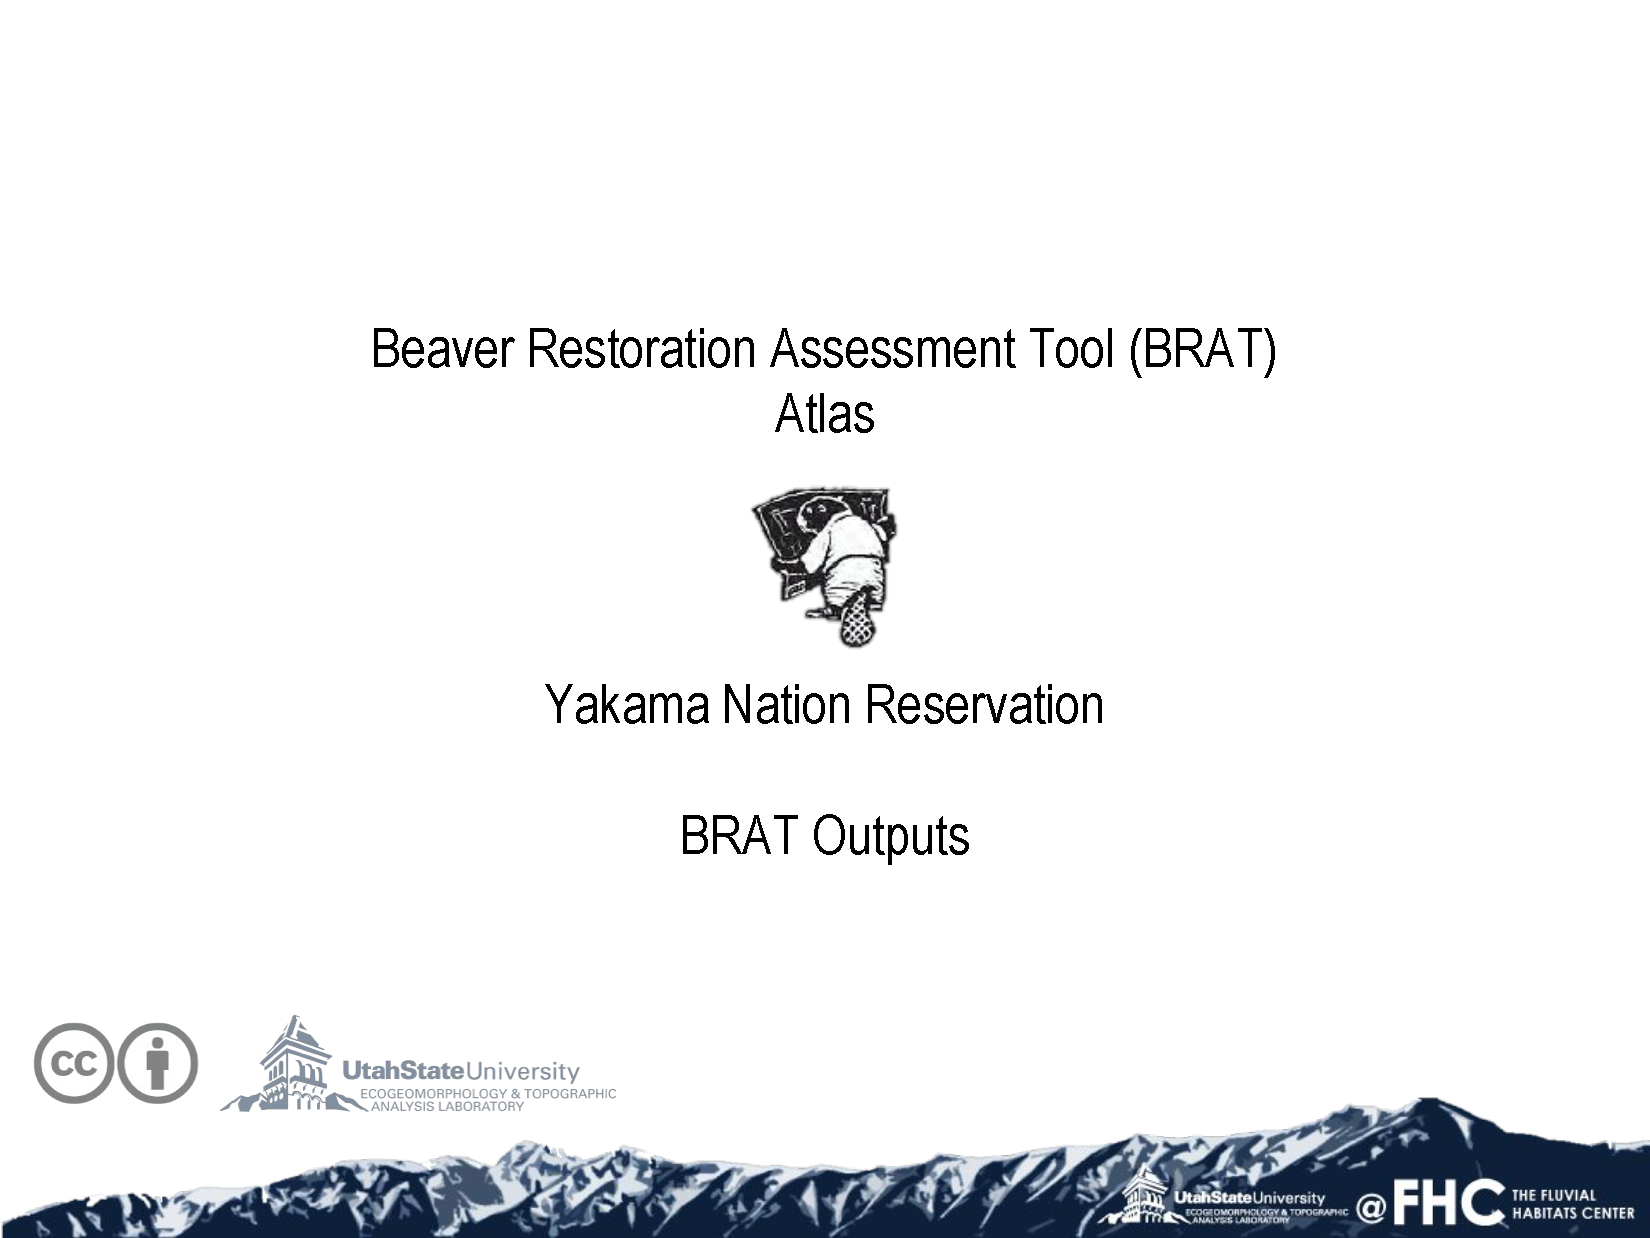 Beaver Restoration Assessment Tool (BRAT)
Atlas
Yakama Nation Reservation
BRAT Outputs
cc
UtahStateUniversity
ECOGEOMORPHOLOGY & TOPOGRAPHIC
ANALYSIS LABORATORY
UtahStateUniversity
ECOGEOMORPHOLOGY & TOPOGRAPHIC
ANALYSIS LABORATORY
@FHC THE FLUVIAL
HABITATS CENTER